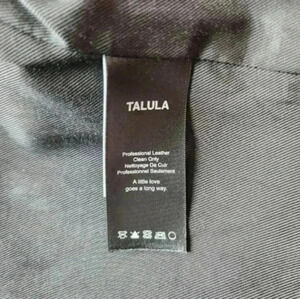 TALULA
Professional Leather
Clean Only
Nettoyage De Cuir
Professionnel Seulement
A little love
goes a long way.